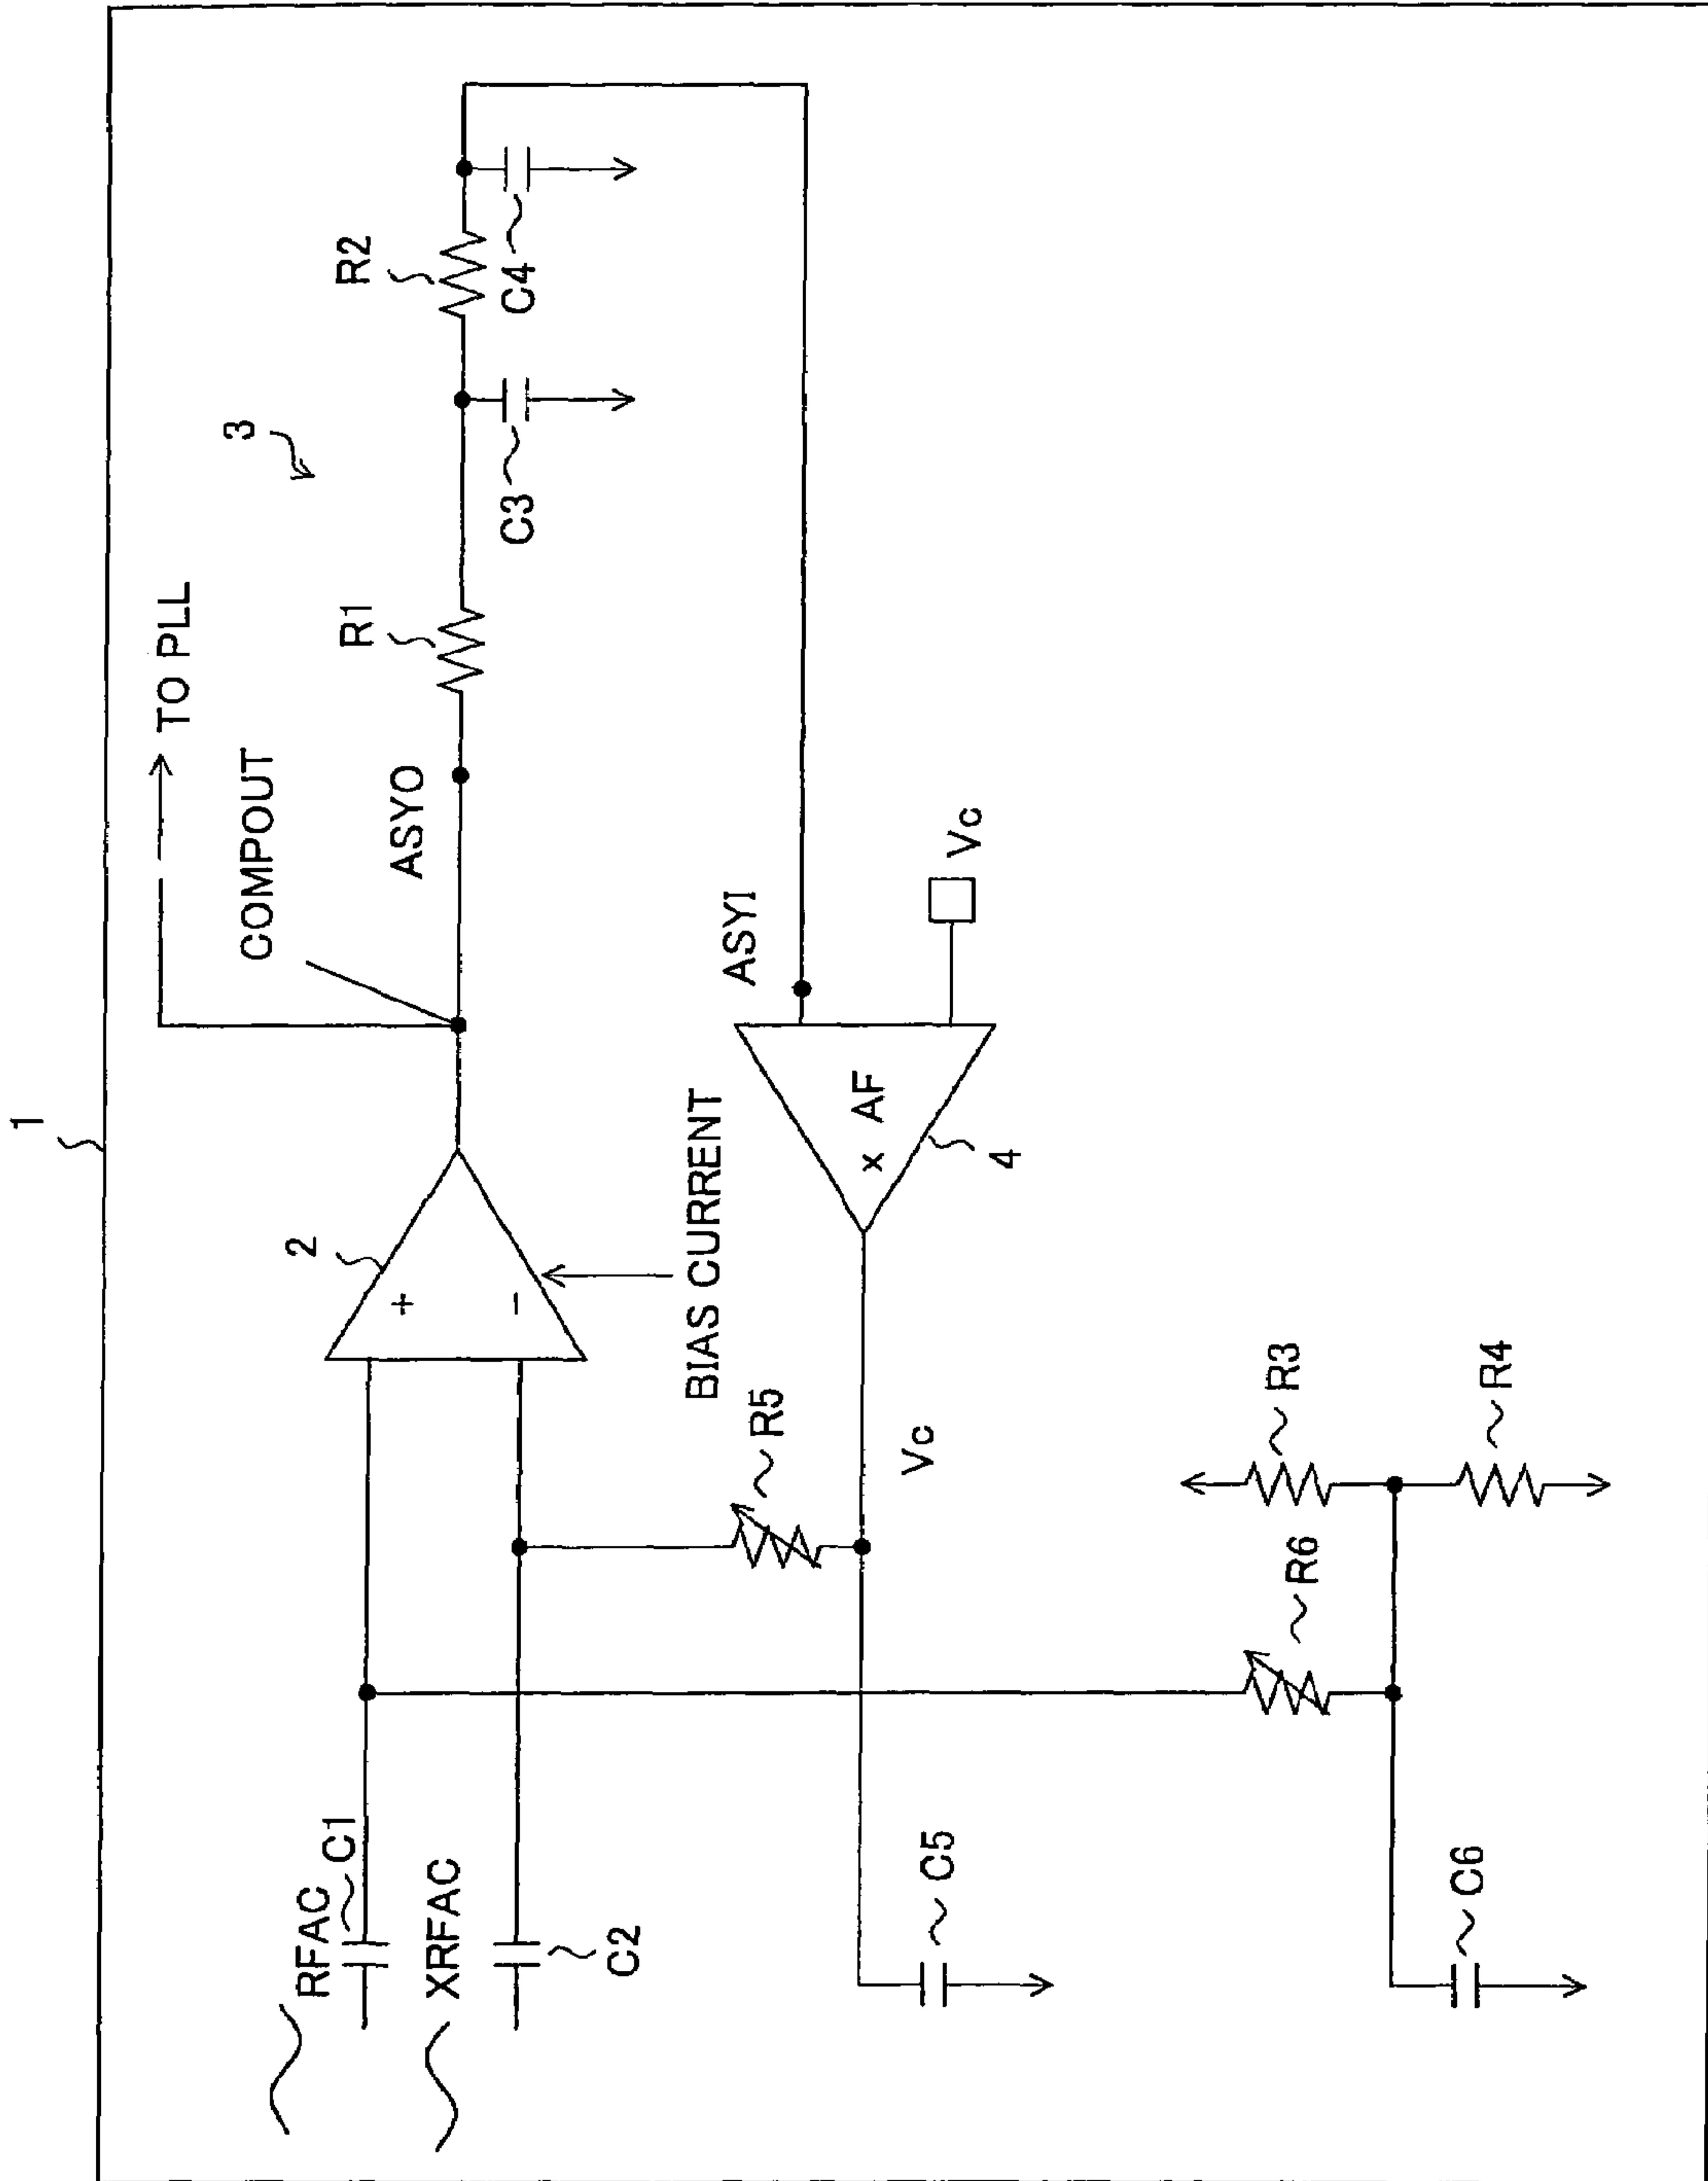 1
TO PLL
COMPOUT
3
RFAC
C1
2
+
ASYO
R1
R2
XRFAC
−
C3
C4
C2
BIAS CURRENT
ASYI
R5
x AF
Vc
C5
Vc
4
R6
R3
C6
R4